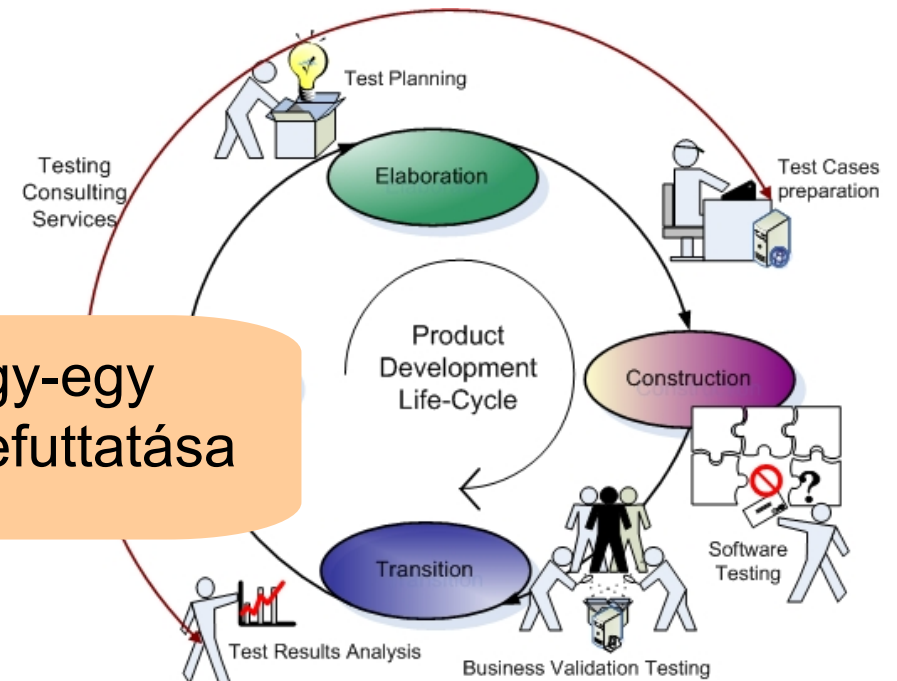 Test Planning
Elaboration
Testing
Consulting
Services
Test Cases
preparation
Product
Development
Life-Cycle
Construction
gy-egy
efuttatása
?
Software
Testing
Transition
Test Results Analysis
Business Validation Testing